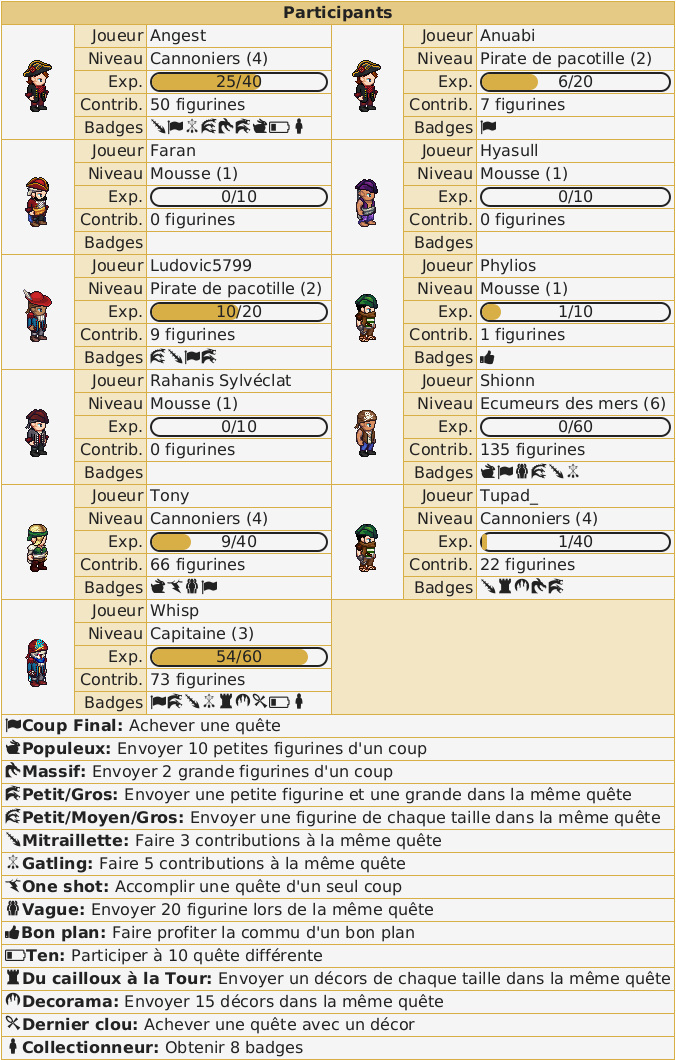 Participants
Joueur Angest
Niveau Cannoniers (4)
Exp. 25/40
Contrib. 50 figurines
Badges
Joueur Anuabi
Niveau Pirate de pacotille (2)
Exp. 6/20
Contrib. 7 figurines
Badges
Joueur Faran
Niveau Mousse (1)
Exp. 0/10
Contrib. 0 figurines
Badges
Joueur Hyasull
Niveau Mousse (1)
Exp. 0/10
Contrib. 0 figurines
Badges
Joueur Ludovic5799
Niveau Pirate de pacotille (2)
Exp. 10/20
Contrib. 9 figurines
Badges
Joueur Phylios
Niveau Mousse (1)
Exp. 1/10
Contrib. 1 figurines
Badges
Joueur Rahanis Sylvéclat
Niveau Mousse (1)
Exp. 0/10
Contrib. 0 figurines
Badges
Joueur Shionn
Niveau Ecumeurs des mers (6)
Exp. 0/60
Contrib. 135 figurines
Badges
Joueur Tony
Niveau Cannoniers (4)
Exp. 9/40
Contrib. 66 figurines
Badges
Joueur Tupad_
Niveau Cannoniers (4)
Exp. 1/40
Contrib. 22 figurines
Badges
Joueur Whisp
Niveau Capitaine (3)
Exp. 54/60
Contrib. 73 figurines
Badges
Coup Final: Achever une quête
Populeux: Envoyer 10 petites figurines d'un coup
Massif: Envoyer 2 grande figurines d'un coup
Petit/Gros: Envoyer une petite figurine et une grande dans la même quête
Petit/Moyen/Gros: Envoyer une figurine de chaque taille dans la même quête
Mitraillette: Faire 3 contributions à la même quête
Gatling: Faire 5 contributions à la même quête
One shot: Accomplir une quête d'un seul coup
Vague: Envoyer 20 figurine lors de la même quête
Bon plan: Faire profiter la commu d'un bon plan
Ten: Participer à 10 quête différente
Du cailloux à la Tour: Envoyer un décors de chaque taille dans la même quête
Decorama: Envoyer 15 décors dans la même quête
Dernier clou: Achever une quête avec un décor
Collectionneur: Obtenir 8 badges